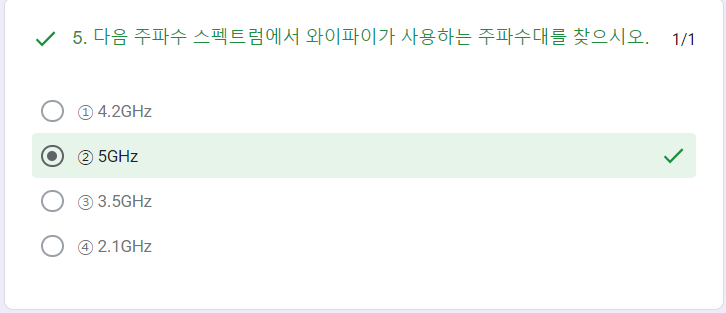 5. 다음 주파수 스펙트럼에서 와이파이가 사용하는 주파수대를 찾으시오. 1/1
① 4.2GHz
② 5GHz
③ 3.5GHz
④ 2.1GHz